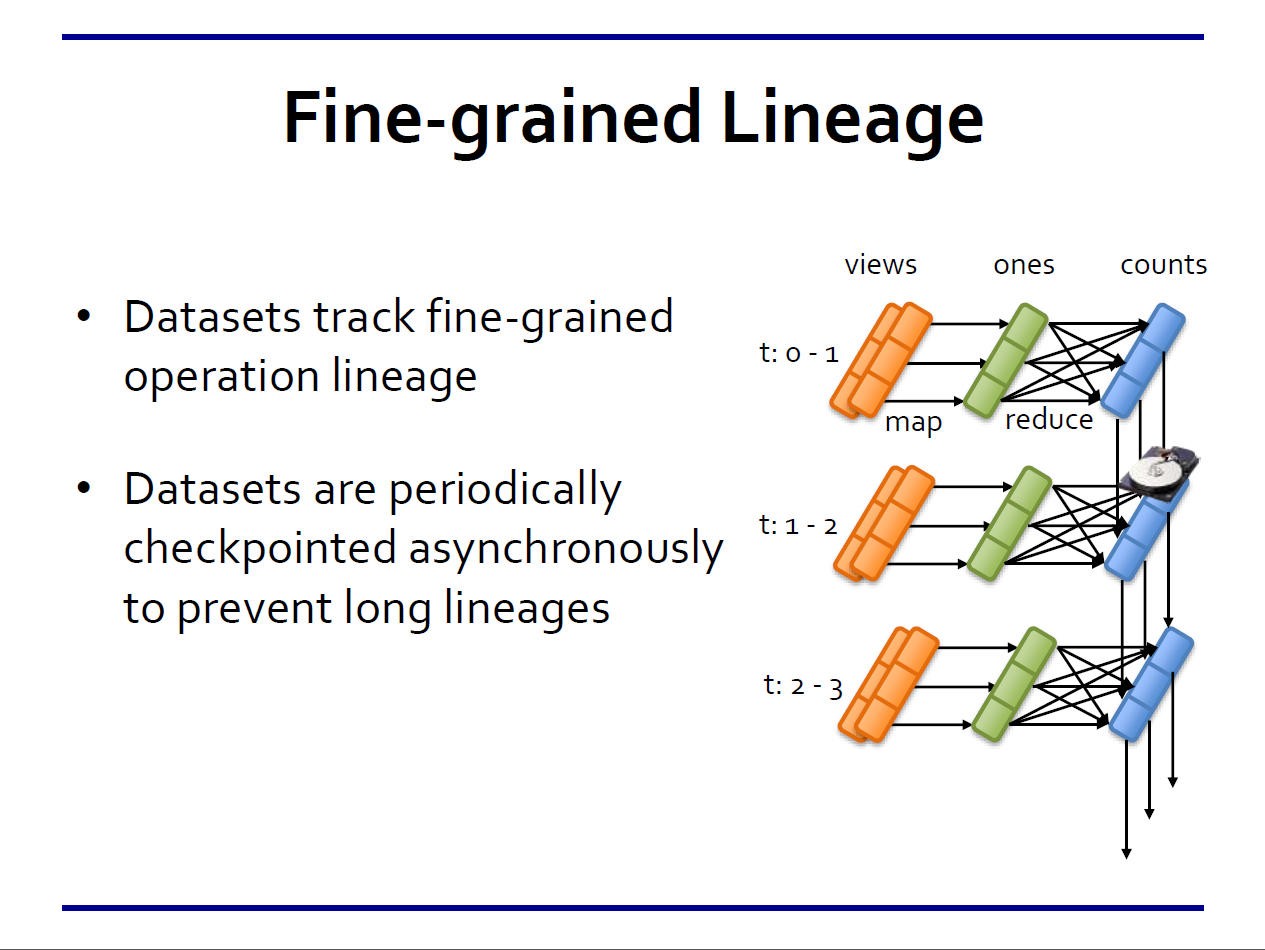 Fine-grained Lineage
• Datasets track fine-grained
operation lineage
• Datasets are periodically
checkpointed asynchronously
to prevent long lineages
views ones counts
t: 0 - 1
map reduce
t: 1 - 2
t: 2 - 3